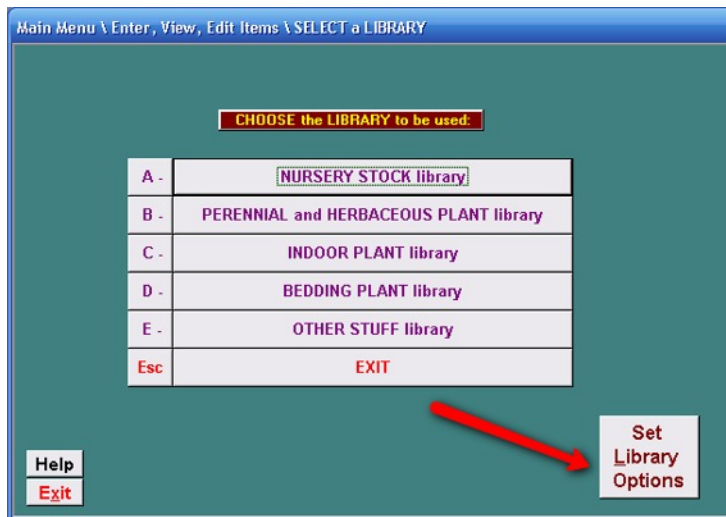 Main Menu \ Enter, View, Edit Items \ SELECT a LIBRARY
CHOOSE the LIBRARY to be used:
A - NURSERY STOCK library
B - PERENNIAL and HERBACEOUS PLANT library
C - INDOOR PLANT library
D - BEDDING PLANT library
E - OTHER STUFF library
Esc EXIT
Set
Library
Options
Help
Exit